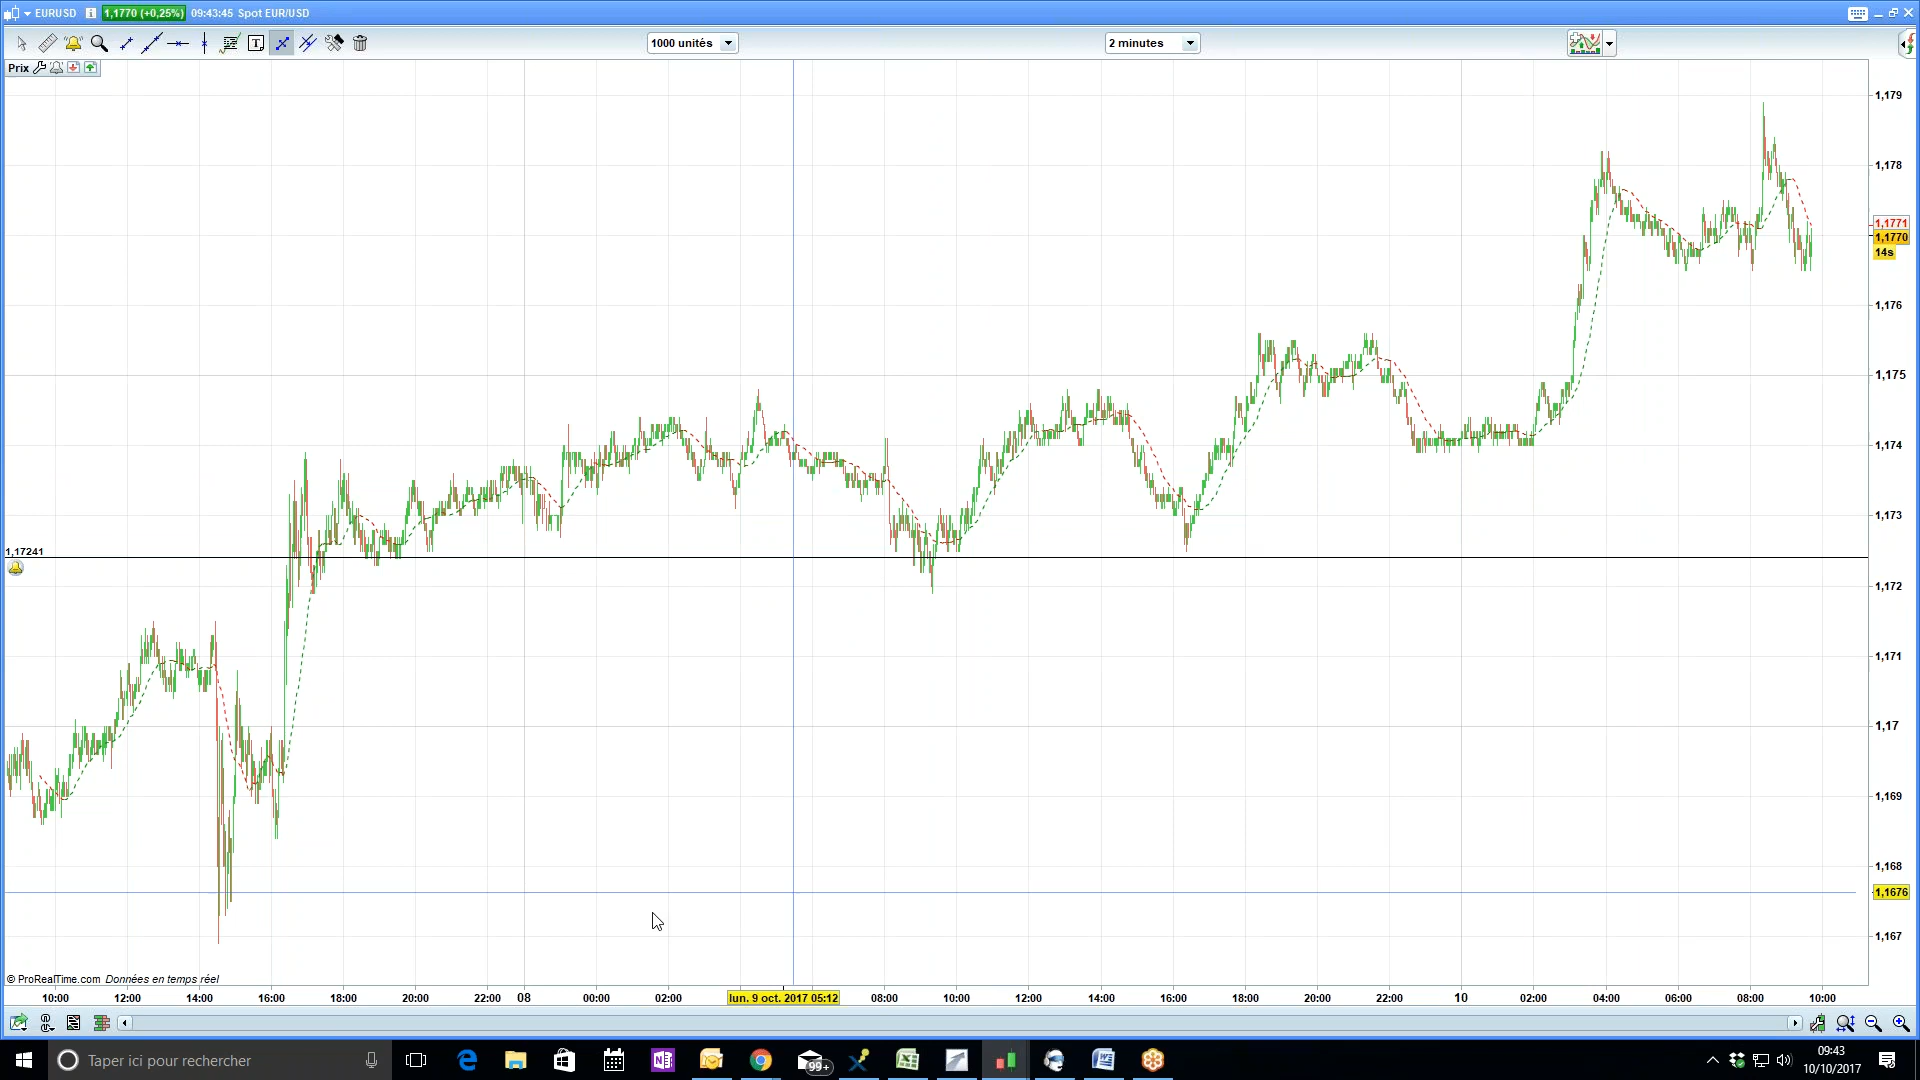 EURUSD i 1,1770 (+0,25%) 09:43:45 Spot EUR/USD
T 1000 unités 2 minutes
Prix
1,179
1,178
1,1771
1,1770
14s
1,176
1,175
1,174
1,173
1,17241
1,172
1,171
1,17
1,169
1,168
1,1676
1,167
© ProRealTime.com Données en temps réel
10:00 12:00 14:00 16:00 18:00 20:00 22:00 08 00:00 02:00 lun. 9 oct. 2017 05:12 08:00 10:00 12:00 14:00 16:00 18:00 20:00 22:00 10 02:00 04:00 06:00 08:00 10:00
Taper ici pour rechercher
99+
09:43
10/10/2017